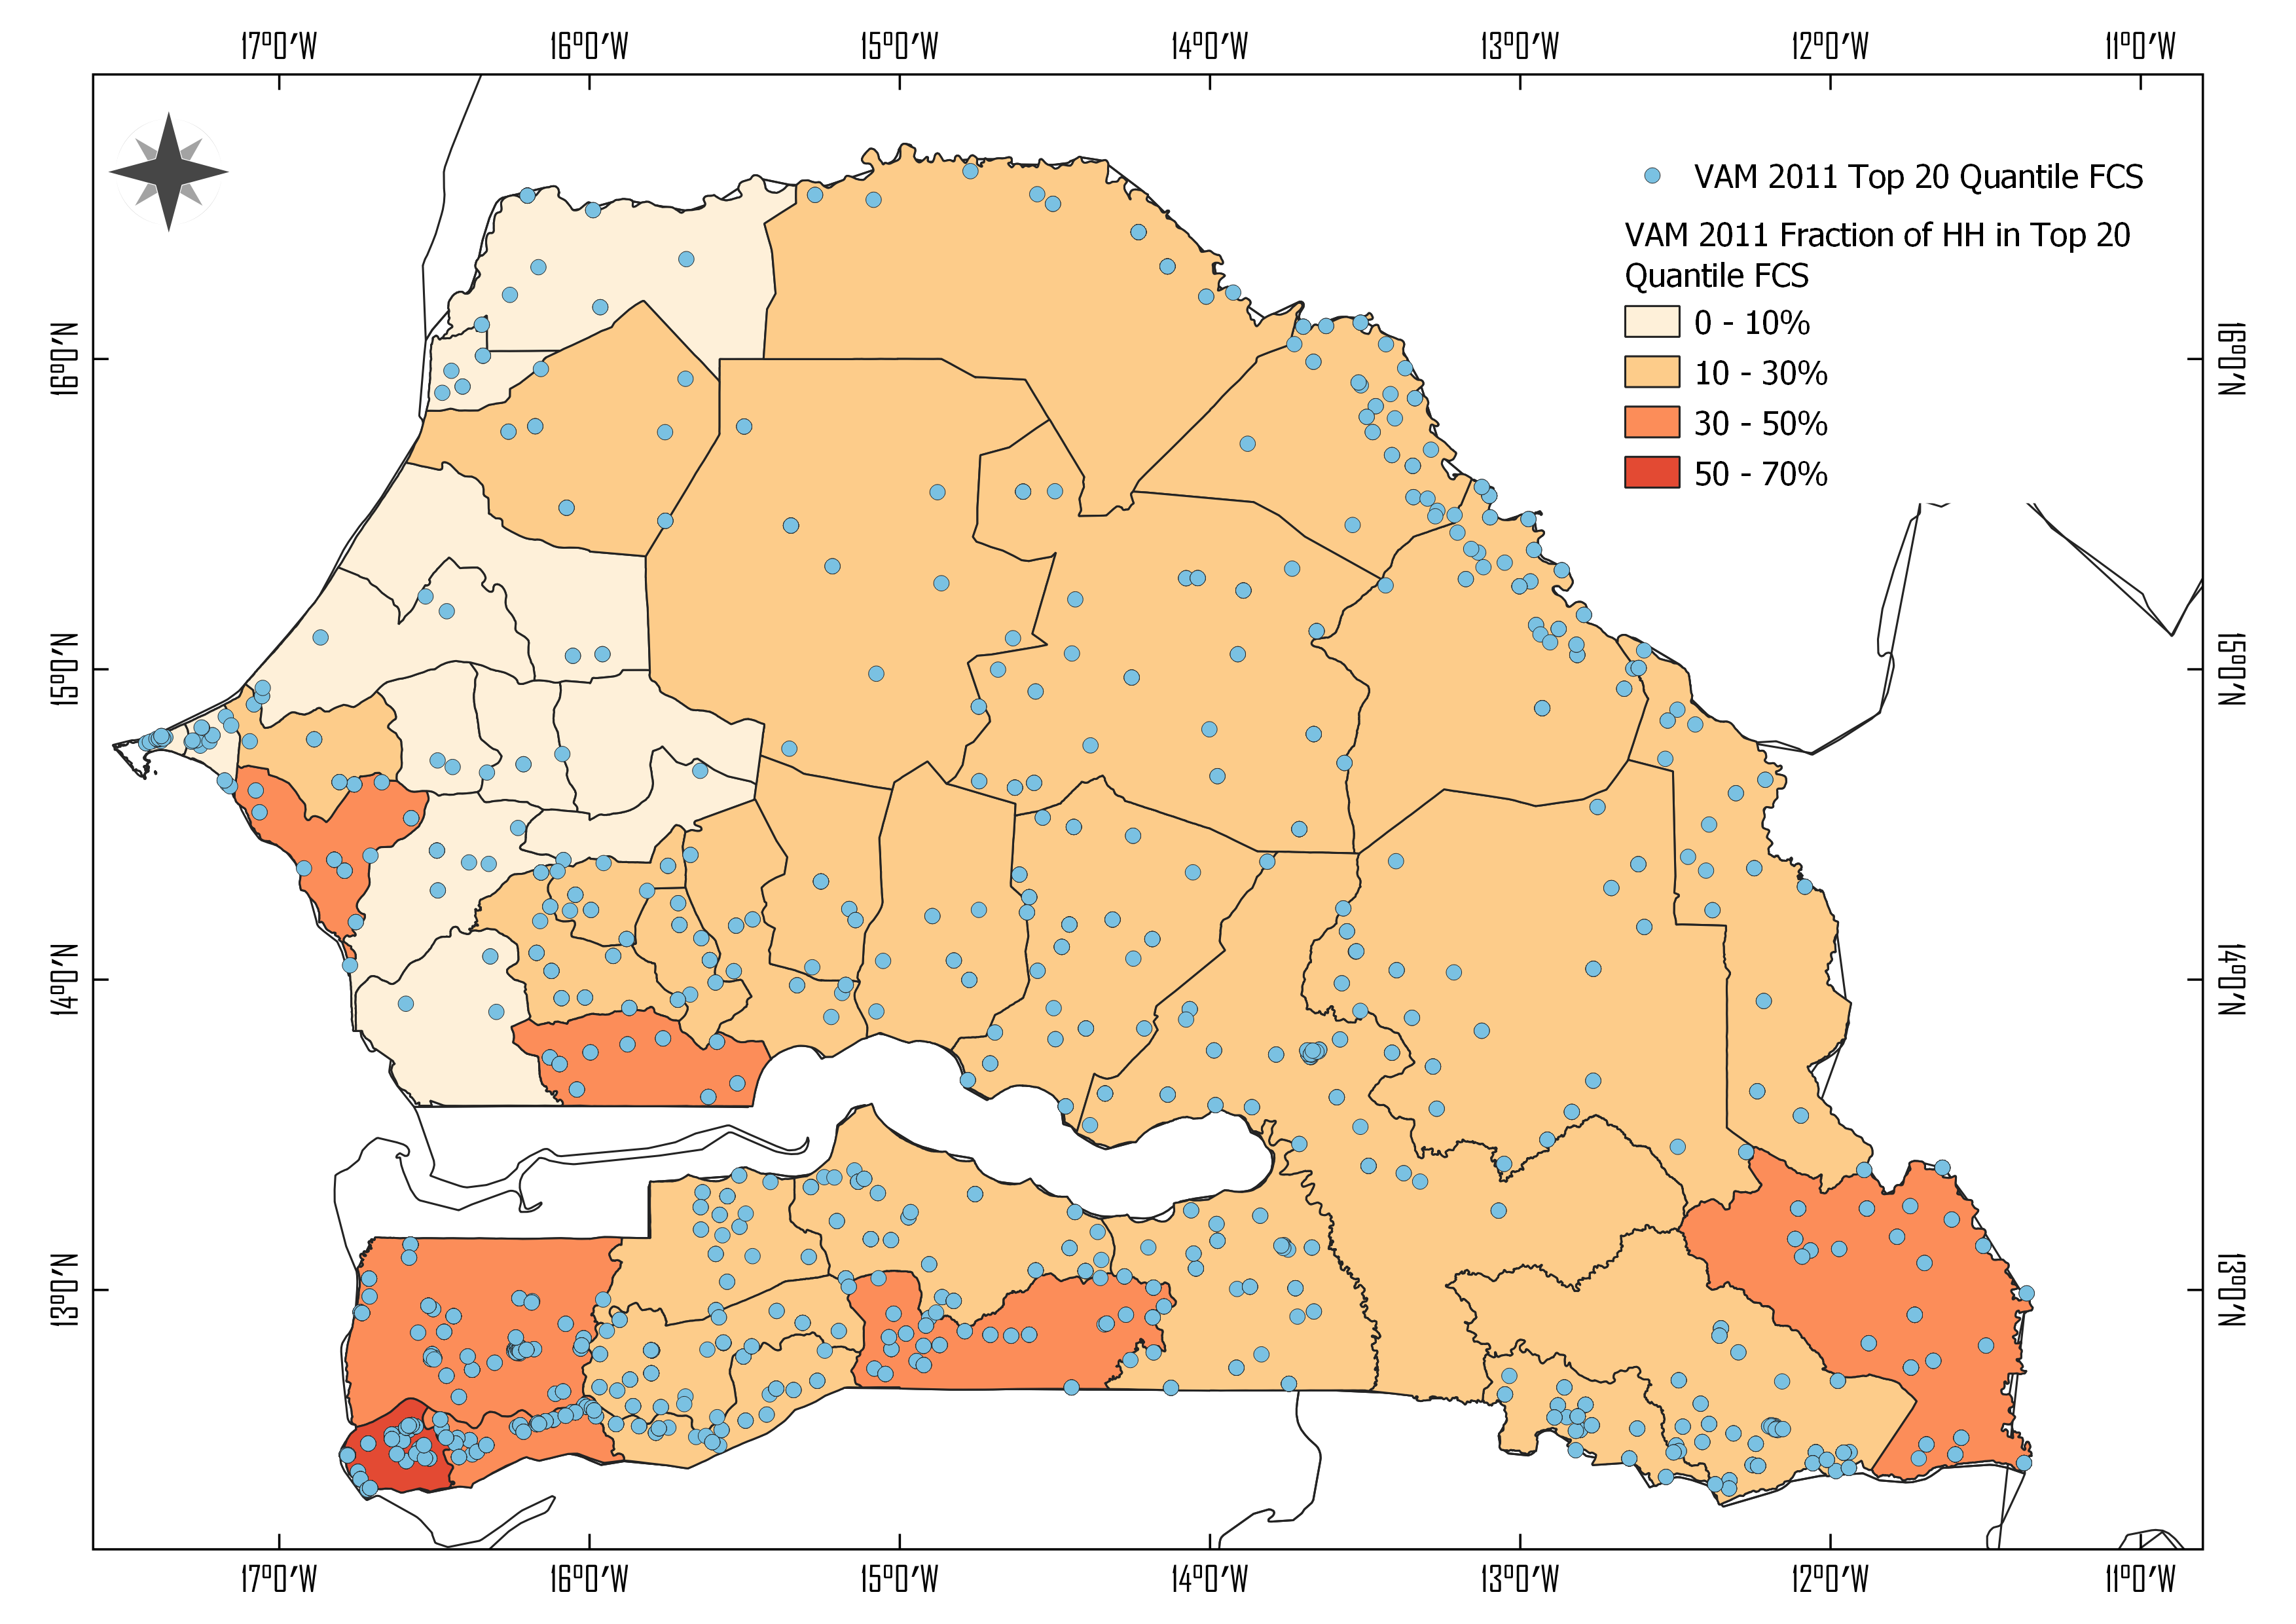 17°0′W 16°0′W 15°0′W 14°0′W 13°0′W 12°0′W 11°0′W
VAM 2011 Top 20 Quantile FCS
VAM 2011 Fraction of HH in Top 20
Quantile FCS
0 - 10%
10 - 30%
30 - 50%
50 - 70%
16°0′N 16°0′N
15°0′N 15°0′N
14°0′N 14°0′N
13°0′N 13°0′N
17°0′W 16°0′W 15°0′W 14°0′W 13°0′W 12°0′W 11°0′W